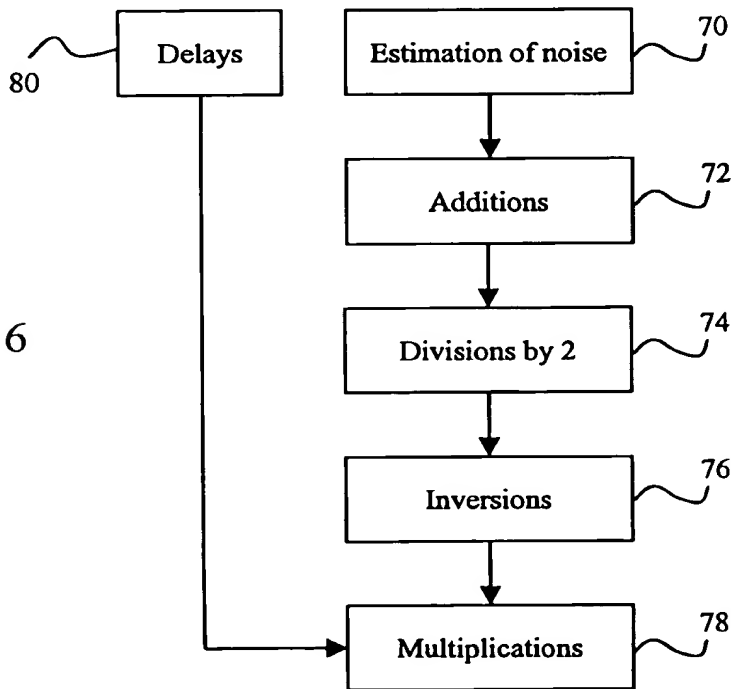 Delays
80
Estimation of noise
70
Additions
72
6
Divisions by 2
74
Inversions
76
Multiplications
78